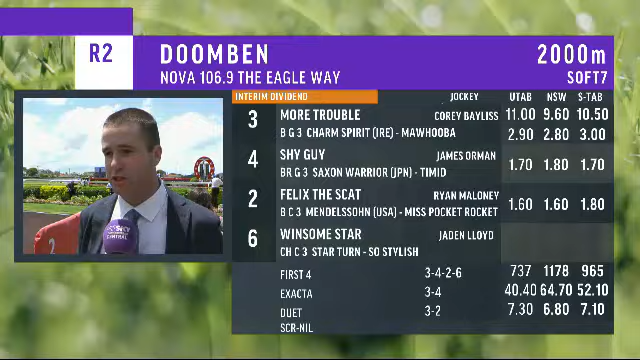 R2
DOOMBEN
2000m
NOVA 106.9 THE EAGLE WAY
SOFT7
INTERIM DIVIDEND
JOCKEY
UTAB NSW S-TAB
3 MORE TROUBLE COREY BAYLISS 11.00 9.60 10.50
B G 3 CHARM SPIRIT (IRE) - MAWHOOBA 2.90 2.80 3.00
4 SHY GUY JAMES ORMAN
BR G 3 SAXON WARRIOR (JPN) - TIMID 1.70 1.80 1.70
2 FELIX THE SCAT RYAN MALONEY
B C 3 MENDELSSOHN (USA) - MISS POCKET ROCKET 1.60 1.60 1.80
6 WINSOME STAR JADEN LLOYD
CH C 3 STAR TURN - SO STYLISH
FIRST 4 3-4-2-6 737 1178 965
EXACTA 3-4 40.40 64.70 52.10
DUET 3-2 7.30 6.80 7.10
SCR-NIL
2
SKY
CENTRAL